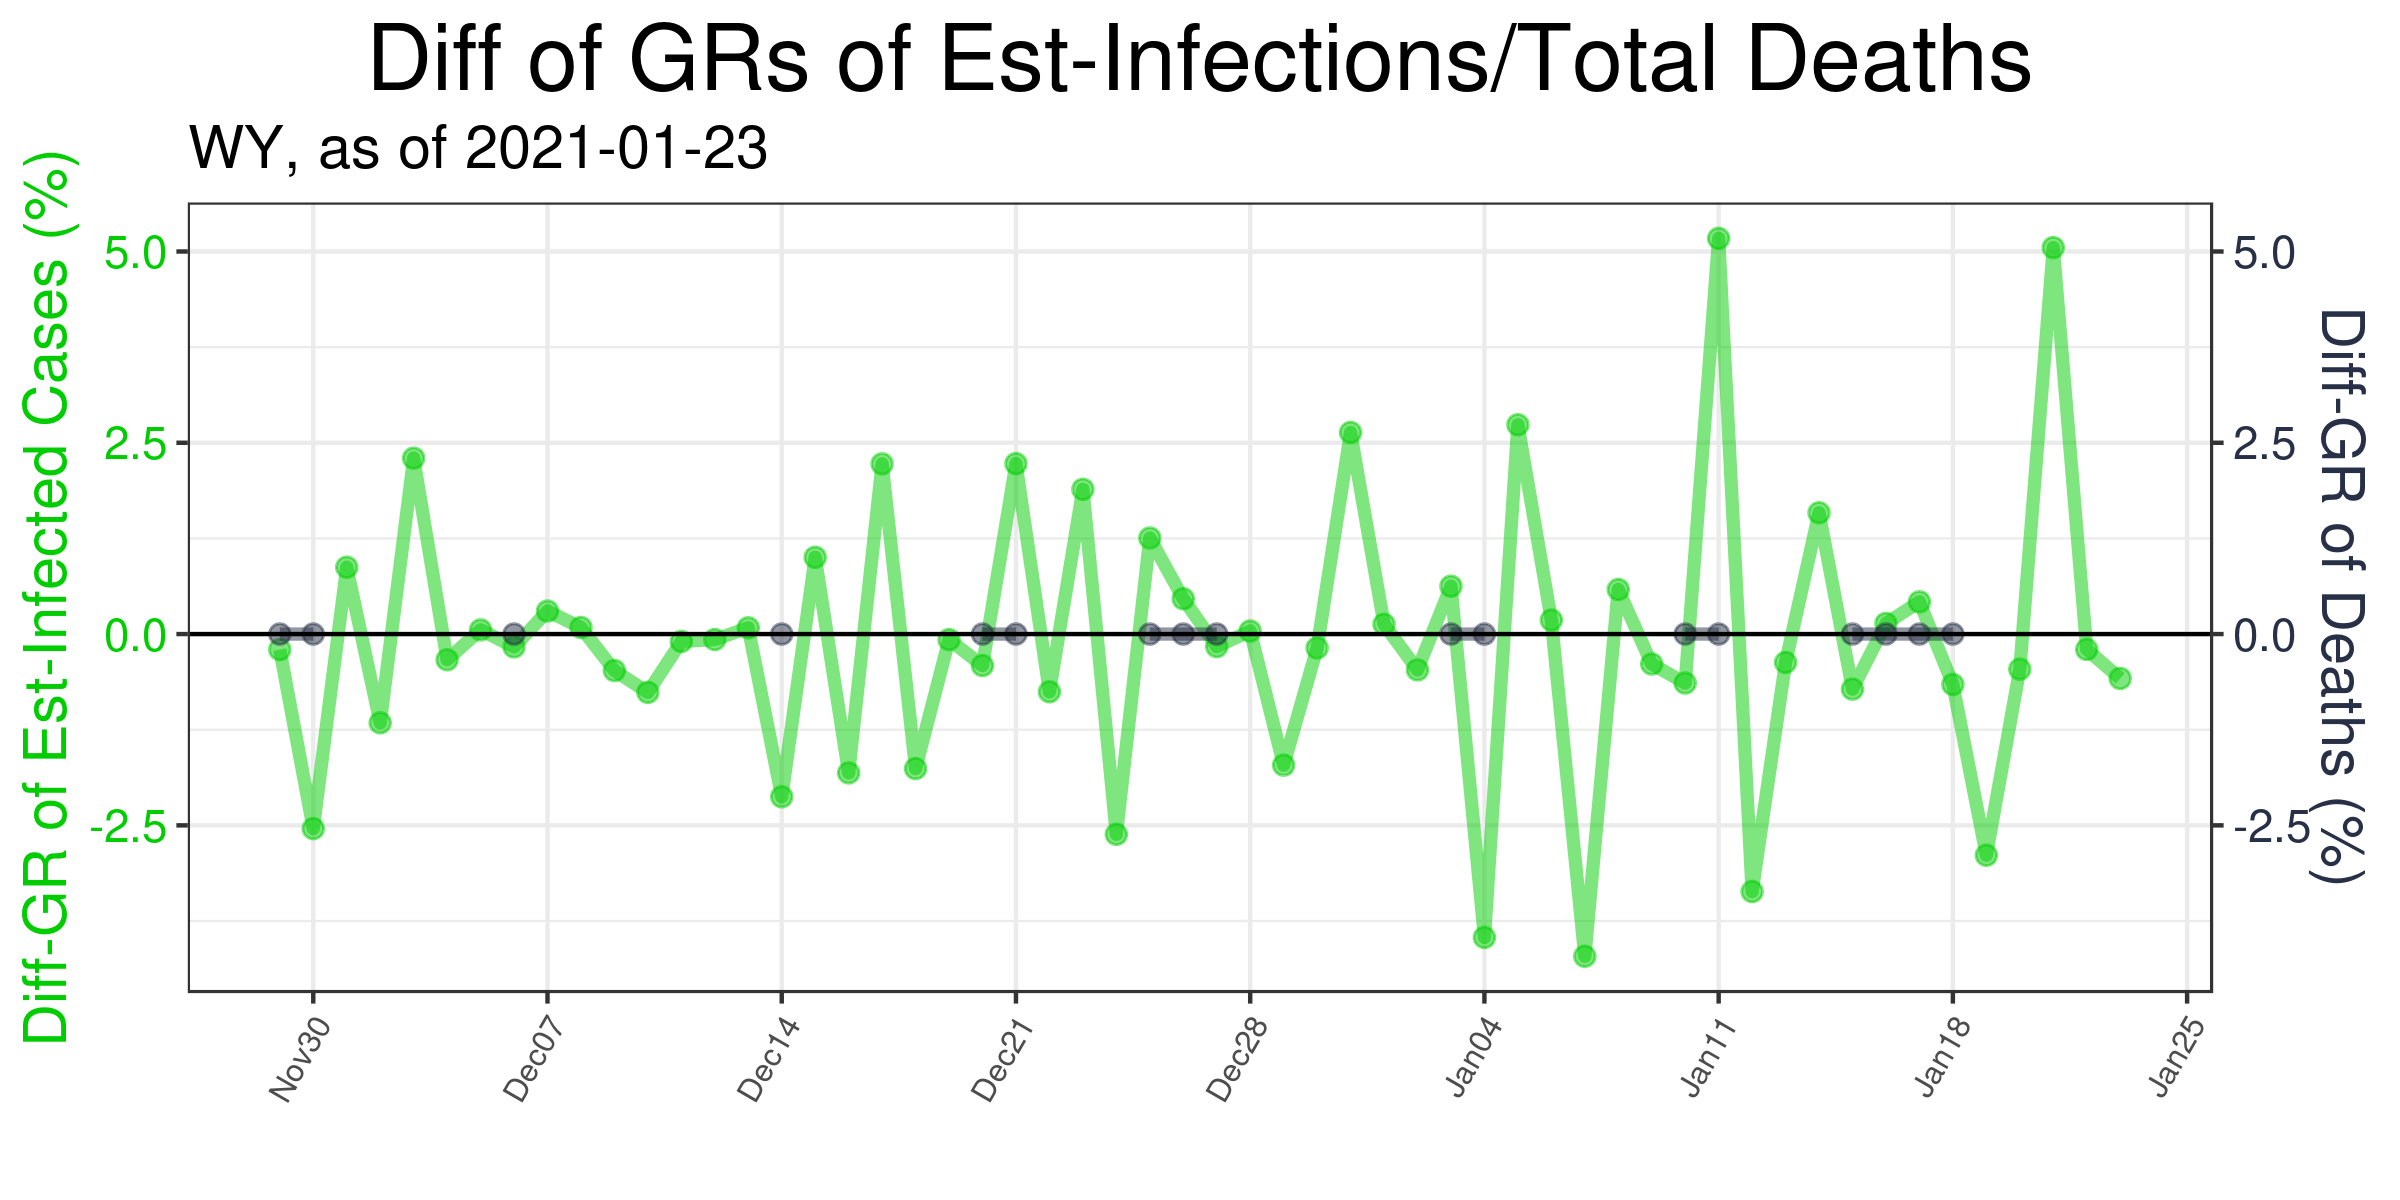 Diff of GRs of Est-Infections/Total Deaths
WY, as of 2021-01-23
Diff-GR of Est-Infected Cases (%)
5.0
2.5
0.0
-2.5
5.0
2.5
0.0
-2.5
Diff-GR of Deaths (%)
Nov30
Dec07
Dec14
Dec21
Dec28
Jan04
Jan11
Jan18
Jan25